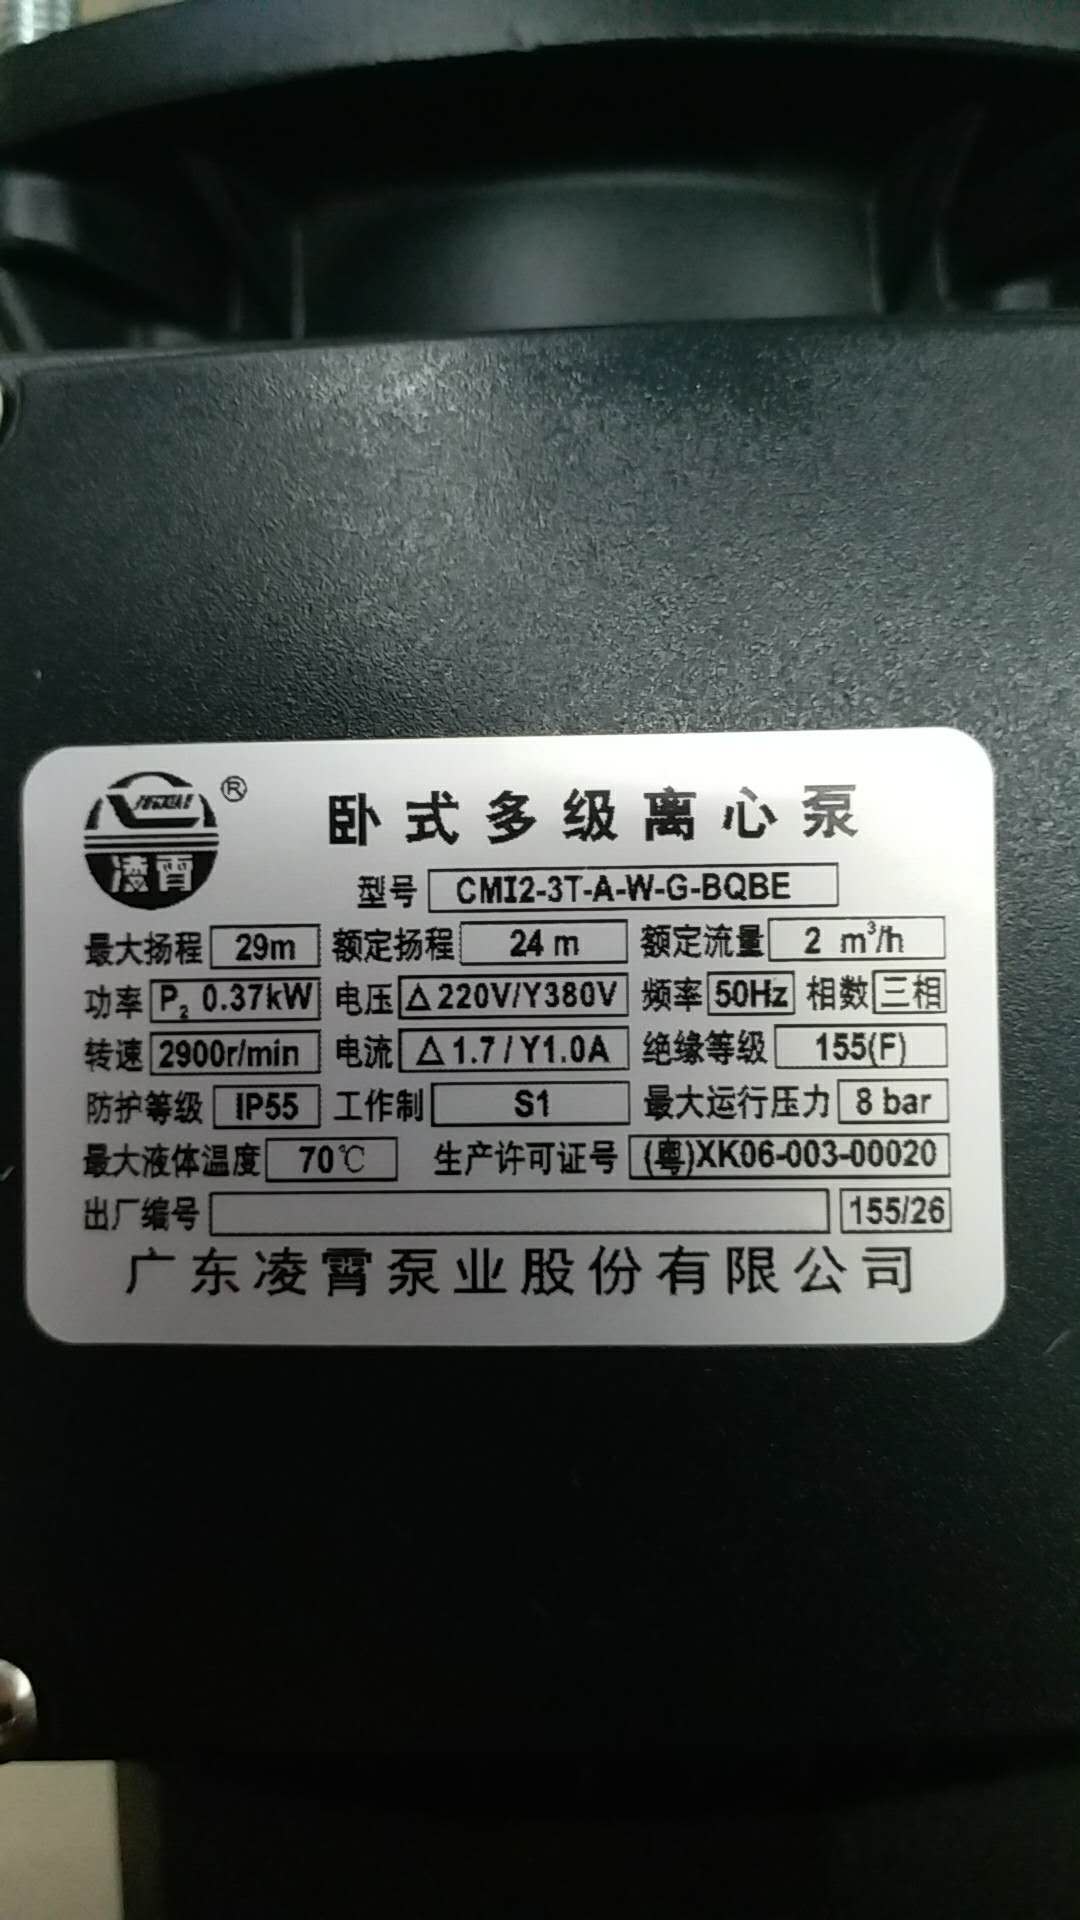 凌霄 ® 卧式多级离心泵
型号 CMI2-3T-A-W-G-BQBE
最大扬程 29m 额定扬程 24 m 额定流量 2 m³/h
功率 P₂ 0.37kW 电压 △220V/Y380V 频率 50Hz 相数 三相
转速 2900r/min 电流 △1.7/Y1.0A 绝缘等级 155(F)
防护等级 IP55 工作制 S1 最大运行压力 8 bar
最大液体温度 70℃ 生产许可证号 (粤)XK06-003-00020
出厂编号 155/26
广东凌霄泵业股份有限公司